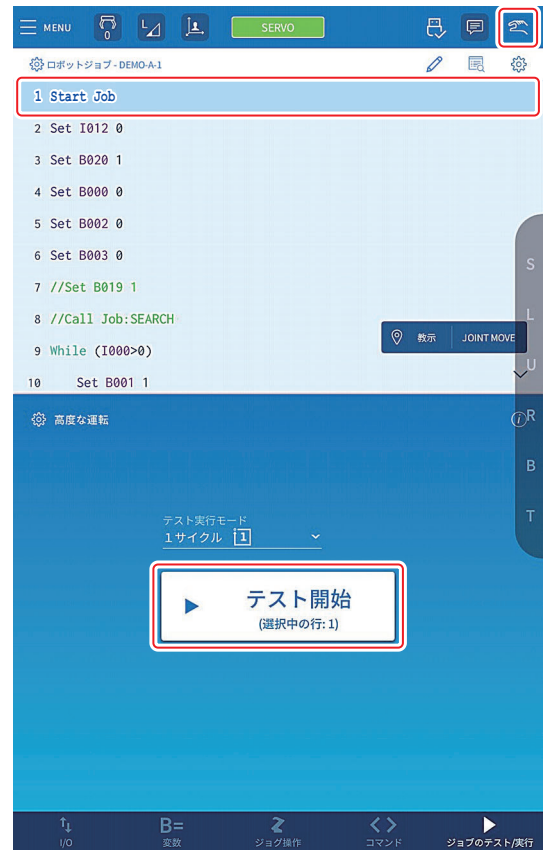 MENU
0
L
SERVO
ロボットジョブ - DEMO-A-1
1 Start Job
2 Set I012 0
3 Set B020 1
4 Set B000 0
5 Set B002 0
6 Set B003 0
7 //Set B019 1
8 //Call Job:SEARCH
9 While (I000>0)
10 Set B001 1
教示 JOINT MOVE
S
L
U
R
B
T
高度な運転
テスト実行モード
1サイクル 1
テスト開始
(選択中の行: 1)
I/O
B=
変数
ジョグ操作
コマンド
ジョブのテスト/実行